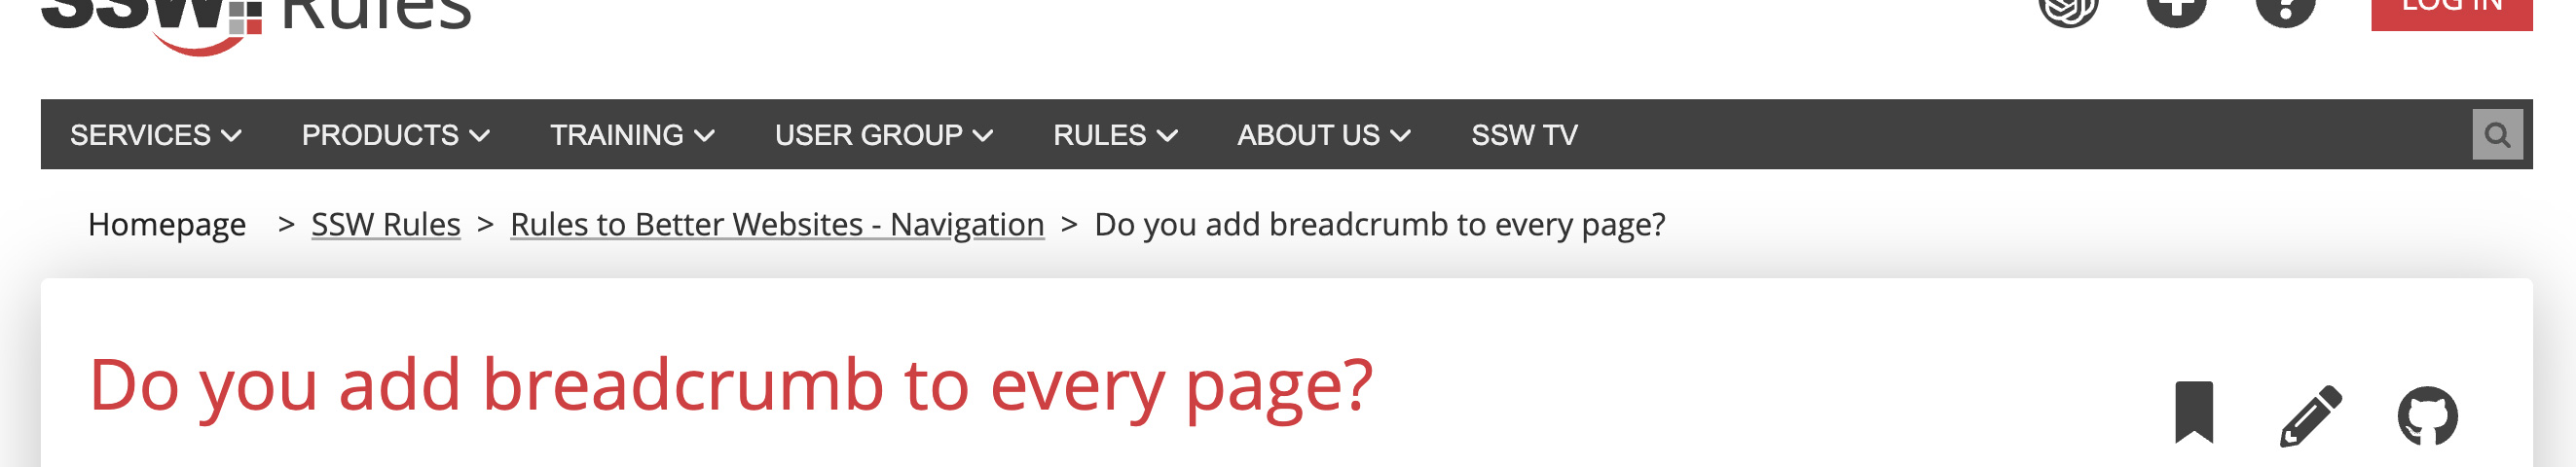 SSW Rules
LOG IN
SERVICES PRODUCTS TRAINING USER GROUP RULES ABOUT US SSW TV
Homepage > SSW Rules > Rules to Better Websites - Navigation > Do you add breadcrumb to every page?
Do you add breadcrumb to every page?